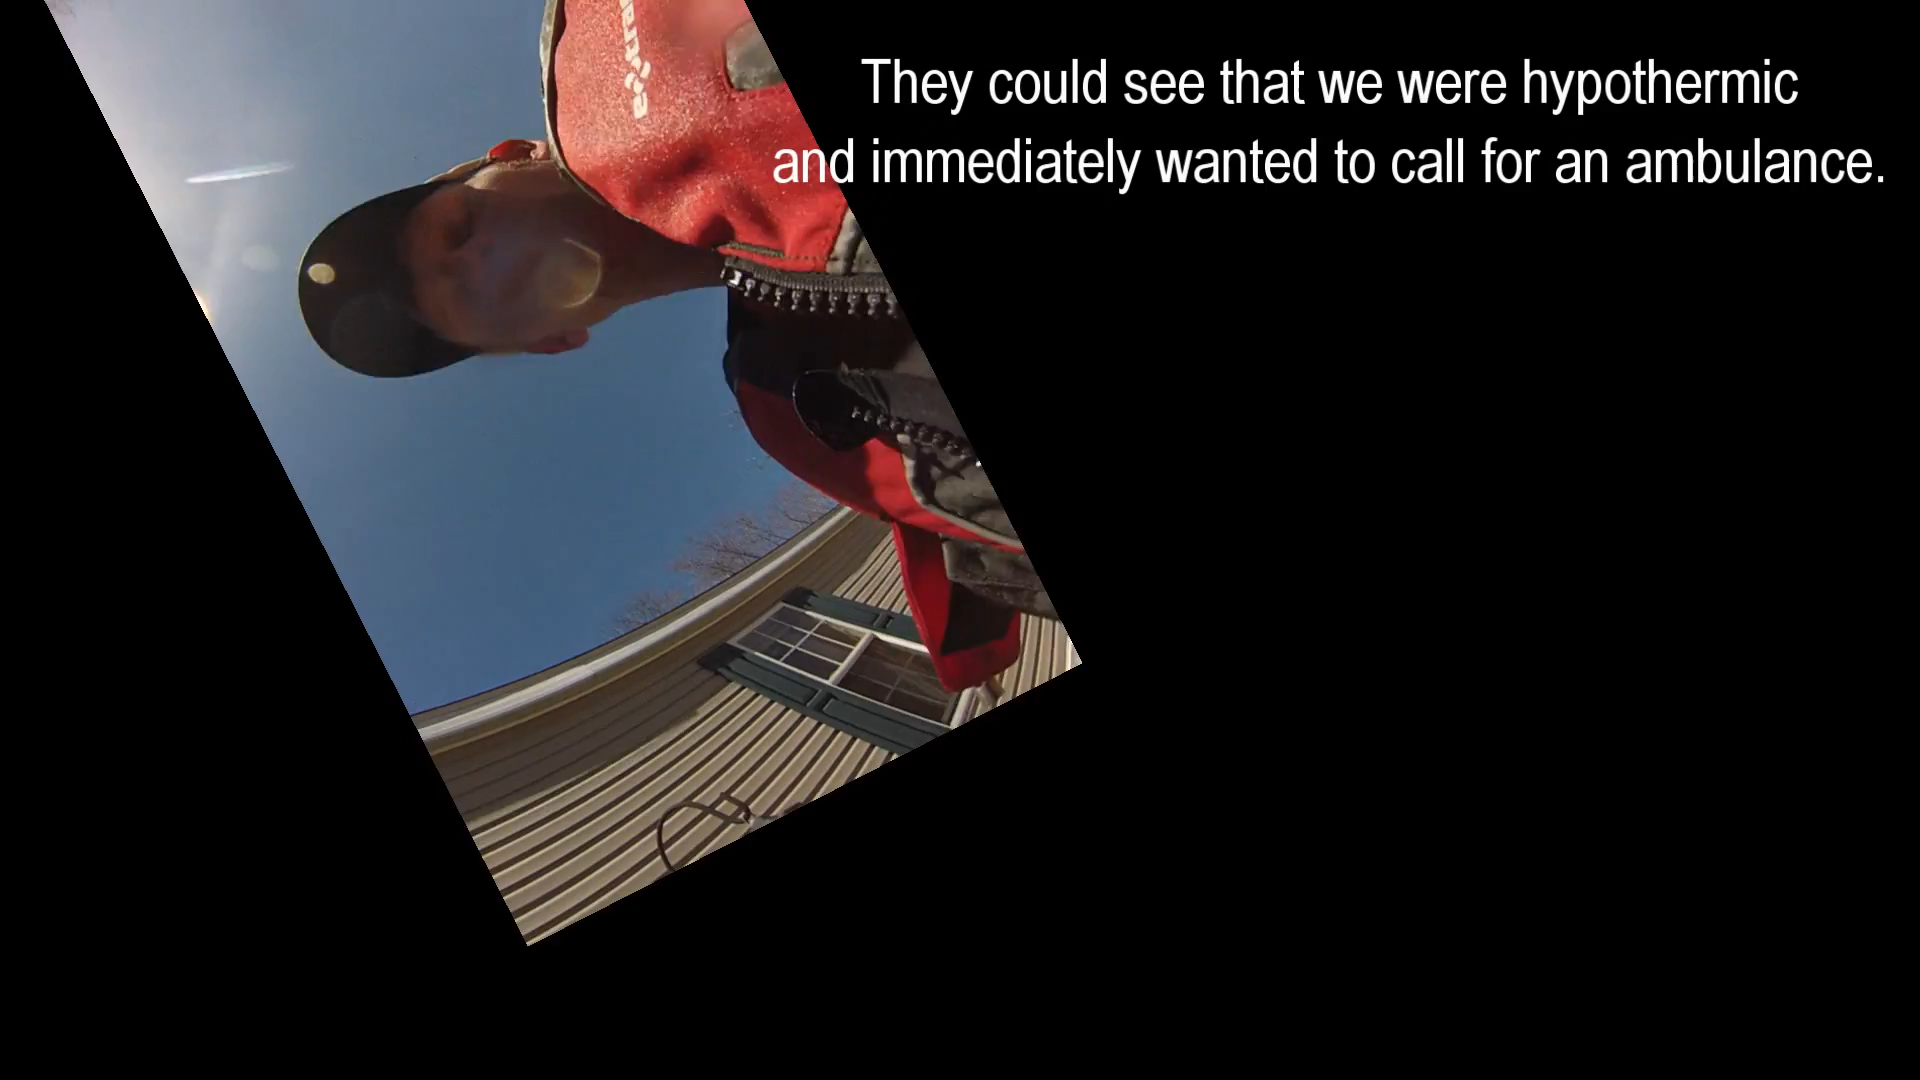 They could see that we were hypothermic
and immediately wanted to call for an ambulance.